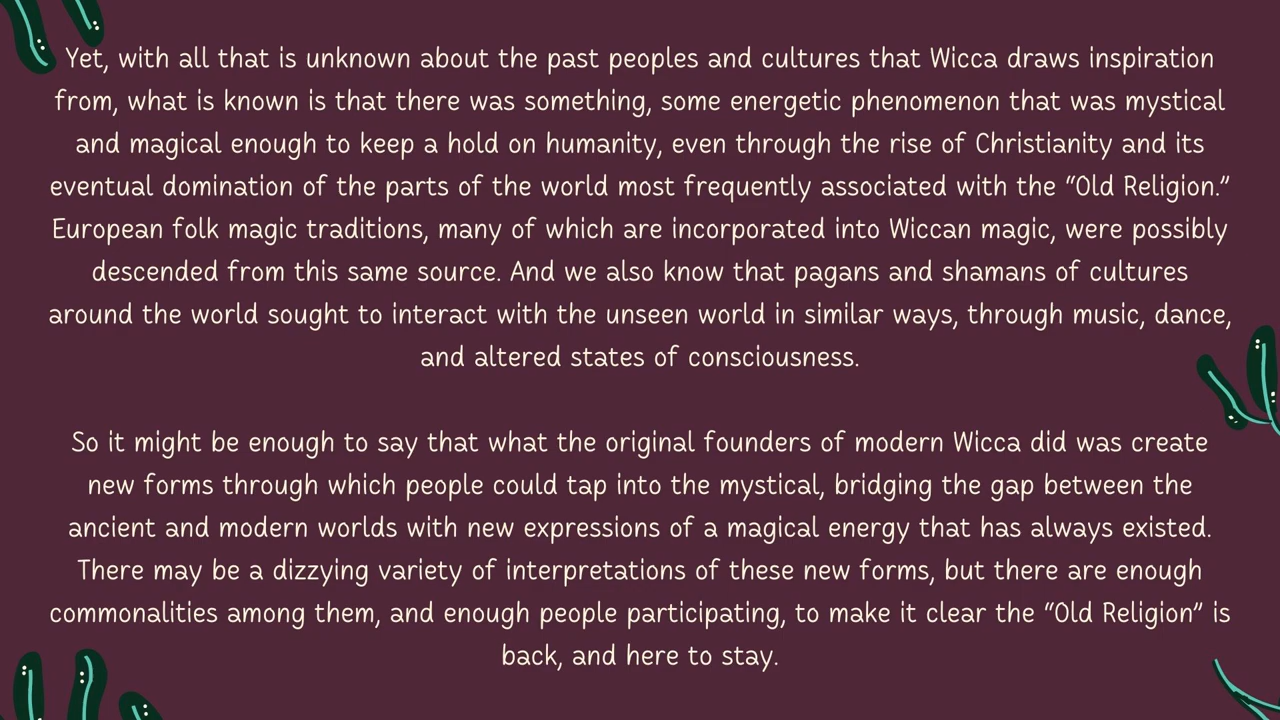 Yet, with all that is unknown about the past peoples and cultures that Wicca draws inspiration
from, what is known is that there was something, some energetic phenomenon that was mystical
and magical enough to keep a hold on humanity, even through the rise of Christianity and its
eventual domination of the parts of the world most frequently associated with the “Old Religion.”
European folk magic traditions, many of which are incorporated into Wiccan magic, were possibly
descended from this same source. And we also know that pagans and shamans of cultures
around the world sought to interact with the unseen world in similar ways, through music, dance,
and altered states of consciousness.
So it might be enough to say that what the original founders of modern Wicca did was create
new forms through which people could tap into the mystical, bridging the gap between the
ancient and modern worlds with new expressions of a magical energy that has always existed.
There may be a dizzying variety of interpretations of these new forms, but there are enough
commonalities among them, and enough people participating, to make it clear the “Old Religion” is
back, and here to stay.